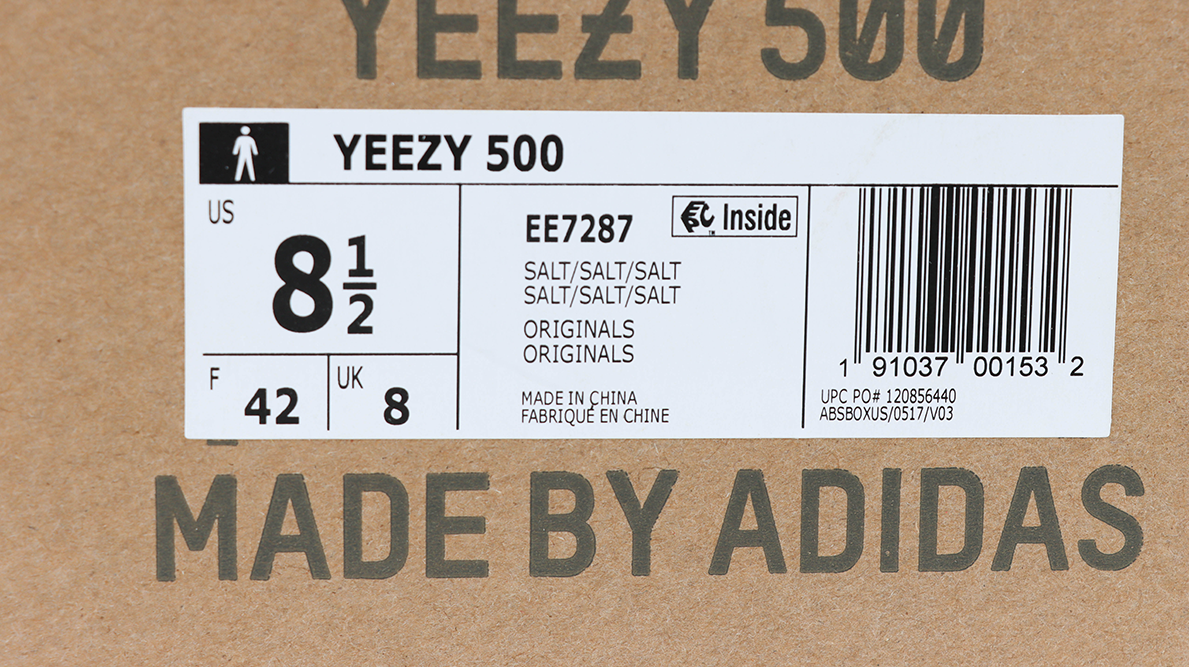 YEEZY 500
YEEZY 500
US
8 1/2
F 42
UK 8
EE7287
Inside
TM
SALT/SALT/SALT
SALT/SALT/SALT
ORIGINALS
ORIGINALS
MADE IN CHINA
FABRIQUÉ EN CHINE
1 91037 00153 2
UPC PO# 120856440
ABSBOXUS/0517/V03
MADE BY ADIDAS